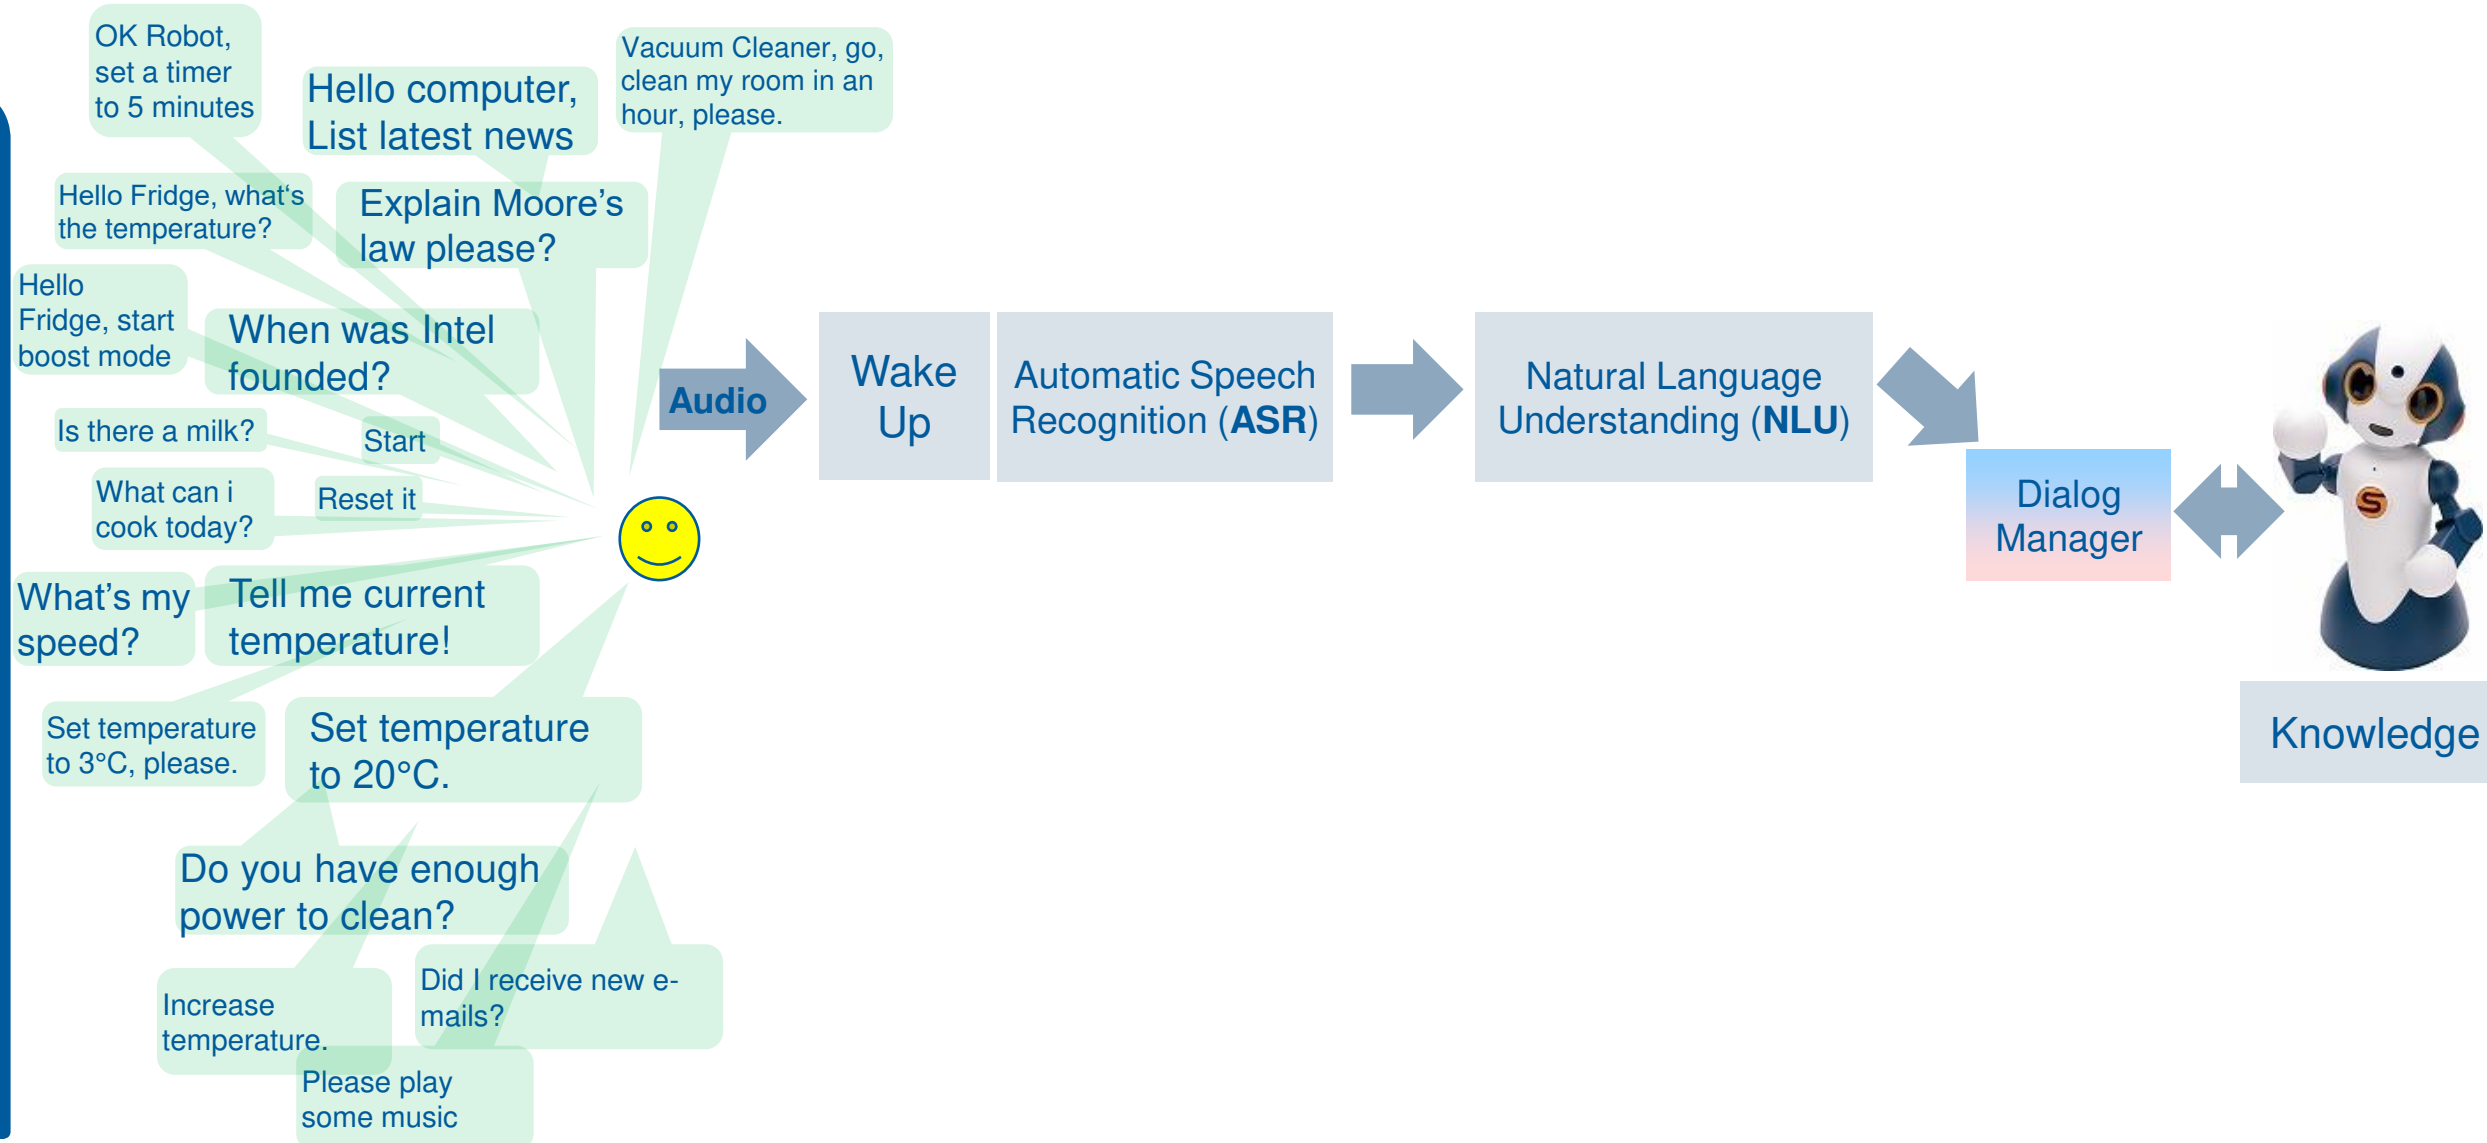 OK Robot,
set a timer
to 5 minutes
Hello computer,
List latest news
Vacuum Cleaner, go,
clean my room in an
hour, please.
Hello Fridge, what‘s
the temperature?
Explain Moore’s
law please?
Hello
Fridge, start
boost mode
When was Intel
founded?
Is there a milk?
Start
What can i
cook today?
Reset it
What’s my
speed?
Tell me current
temperature!
Set temperature
to 3°C, please.
Set temperature
to 20°C.
Do you have enough
power to clean?
Increase
temperature.
Did I receive new e-
mails?
Please play
some music
Audio
Wake
Up
Automatic Speech
Recognition (ASR)
Natural Language
Understanding (NLU)
Dialog
Manager
S
Knowledge